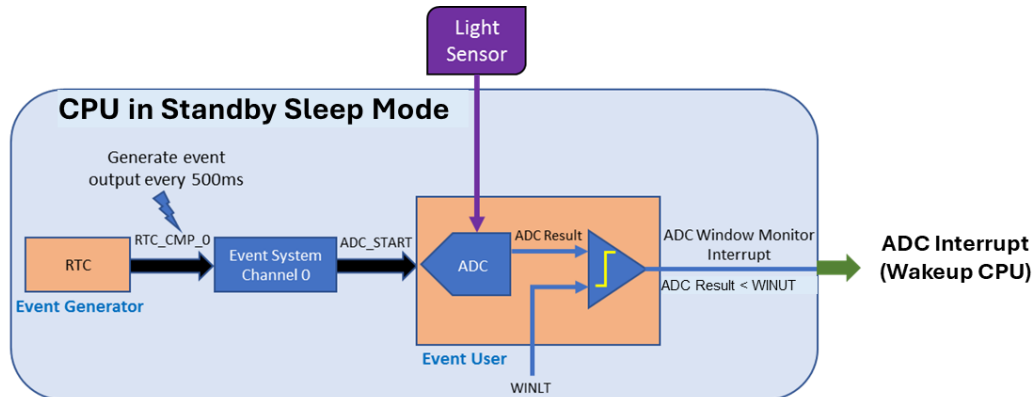 Light
Sensor
CPU in Standby Sleep Mode
Generate event
output every 500ms
RTC_CMP_0
ADC_START
RTC
Event System
Channel 0
Event Generator
ADC
ADC Result
ADC Window Monitor
Interrupt
ADC Result < WINUT
Event User
WINLT
ADC Interrupt
(Wakeup CPU)